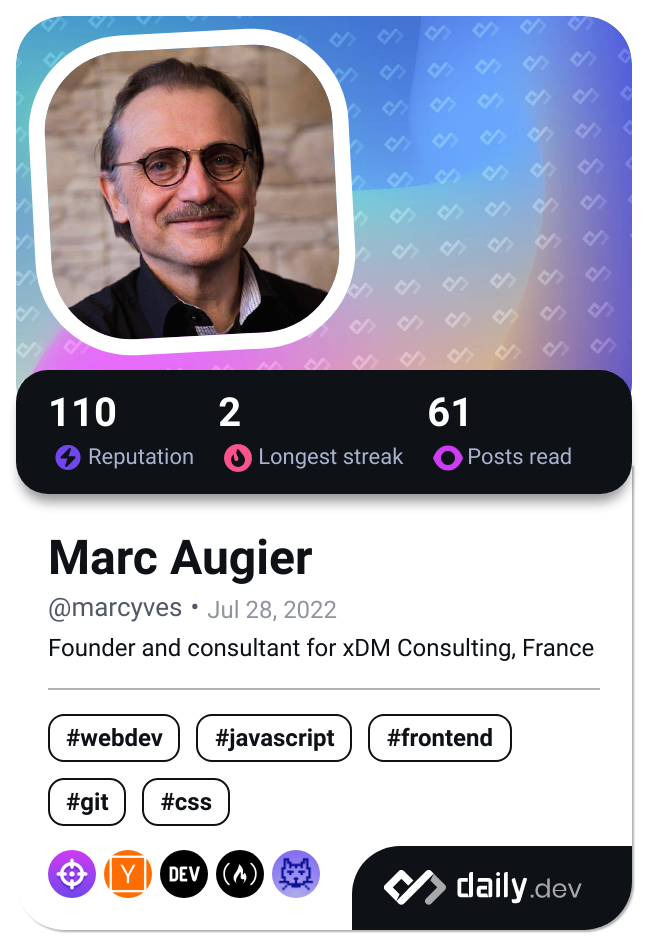 110 2 61
Reputation Longest streak Posts read
Marc Augier
@marcyves • Jul 28, 2022
Founder and consultant for xDM Consulting, France
#webdev #javascript #frontend
#git #css
Y DEV
daily.dev